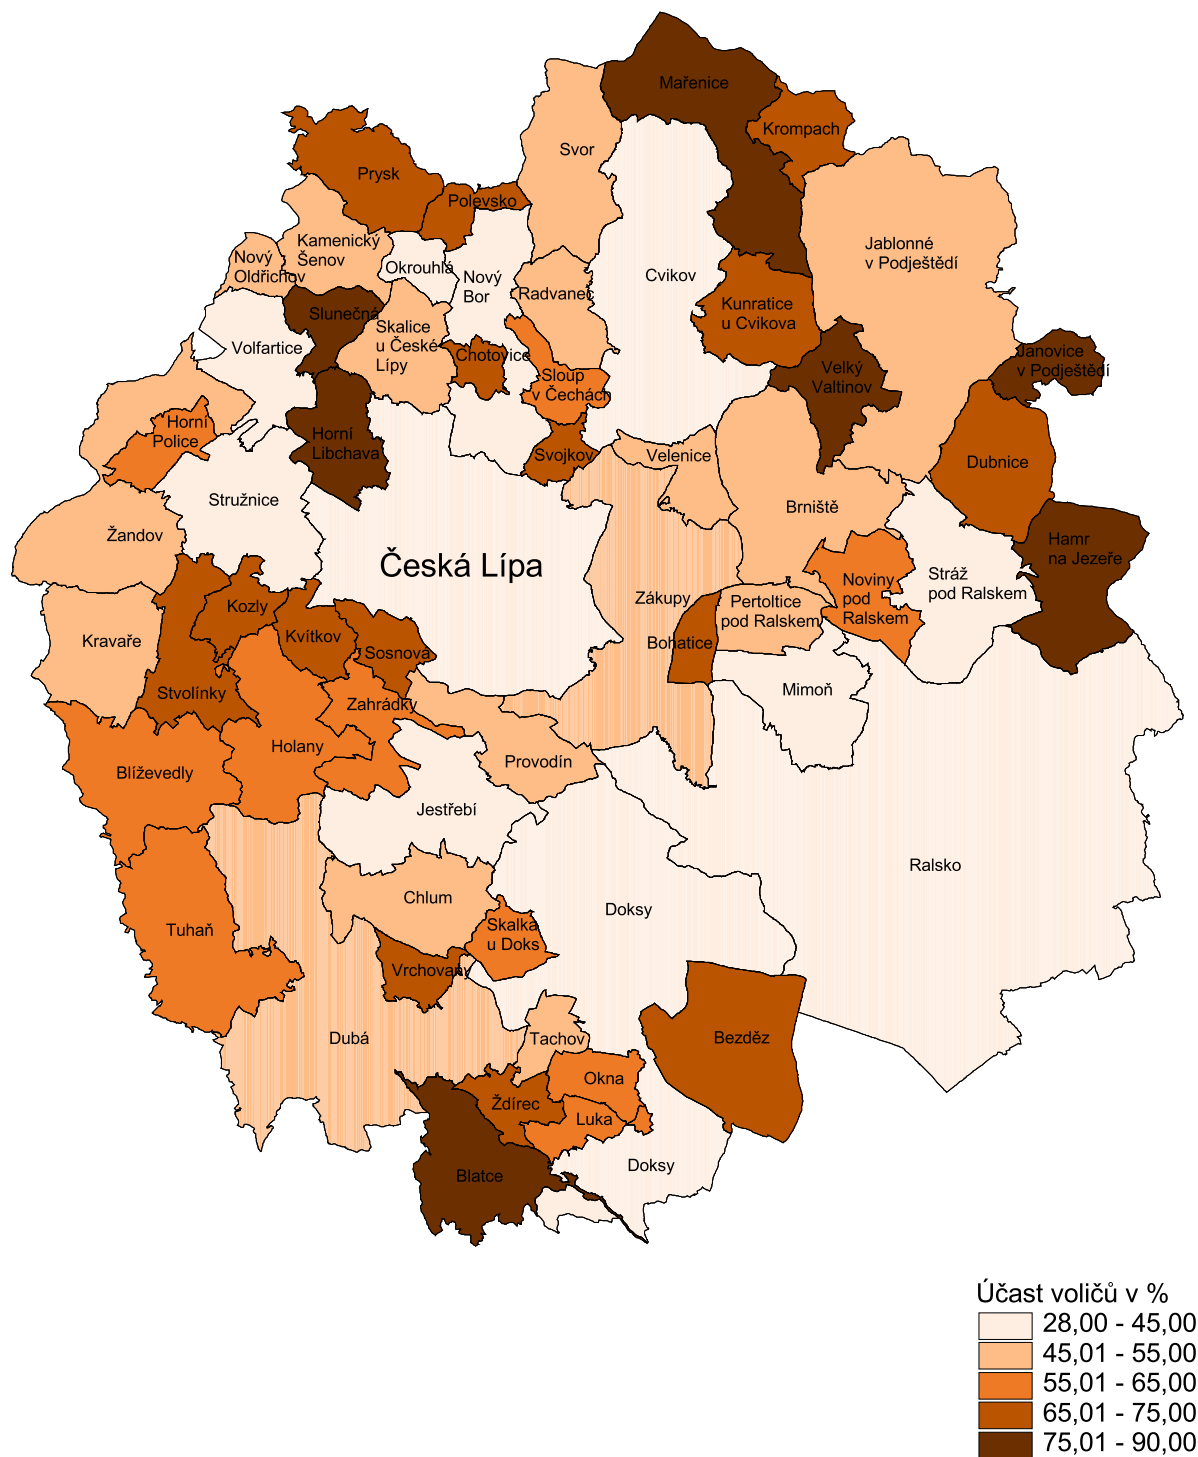 Mařenice
Krompach
Svor
Prysk
Polevsko
Kamenický
Šenov
Nový
Oldřichov
Okrouhlá
Nový
Bor
Radvanec
Cvikov
Jablonné
v Podještědí
Kunratice
u Cvikova
Slunečná
Skalice
u České
Lípy
Volfartice
Chotovice
Sloup
v Čechách
Velký
Valtinov
Janovice
v Podještědí
Horní
Police
Horní
Libchava
Svojkov
Velenice
Dubnice
Stružnice
Brniště
Žandov
Česká Lípa
Hamr
na Jezeře
Stráž
pod Ralskem
Noviny
pod
Ralskem
Zákupy
Pertoltice
pod Ralskem
Kozly
Kvítkov
Kravaře
Sosnová
Bohatice
Mimoň
Stvolínky
Zahrádky
Holany
Provodín
Blíževedly
Jestřebí
Ralsko
Chlum
Doksy
Tuhaň
Skalka
u Doks
Vrchovany
Dubá
Tachov
Bezděz
Okna
Ždírec
Luka
Blatce
Doksy
Účast voličů v %
28,00 - 45,00
45,01 - 55,00
55,01 - 65,00
65,01 - 75,00
75,01 - 90,00